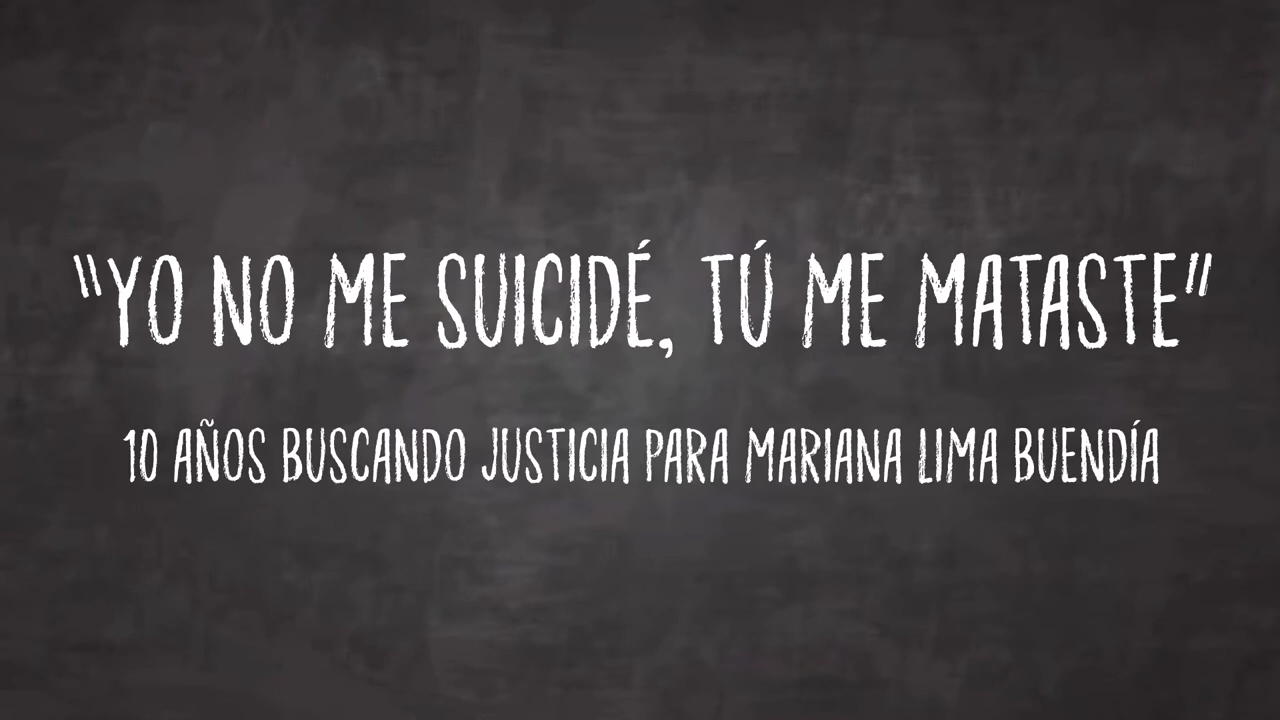 "YO NO ME SUICIDÉ, TÚ ME MATASTE"
10 AÑOS BUSCANDO JUSTICIA PARA MARIANA LIMA BUENDÍA